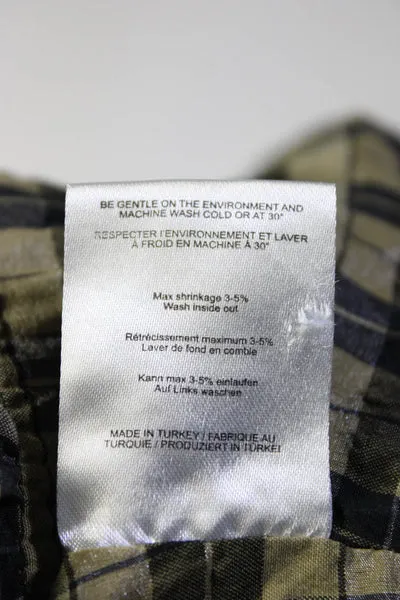 BE GENTLE ON THE ENVIRONMENT AND
MACHINE WASH COLD OR AT 30°
RESPECTER l'ENVIRONNEMENT ET LAVER
À FROID EN MACHINE À 30°
Max shrinkage 3-5%
Wash inside out
Rétrécissement maximum 3-5%
Laver de fond en comble
Kann max 3-5% einlaufen
Auf Links waschen
MADE IN TURKEY / FABRIQUE AU
TURQUIE / PRODUZIERT IN TÜRKEI